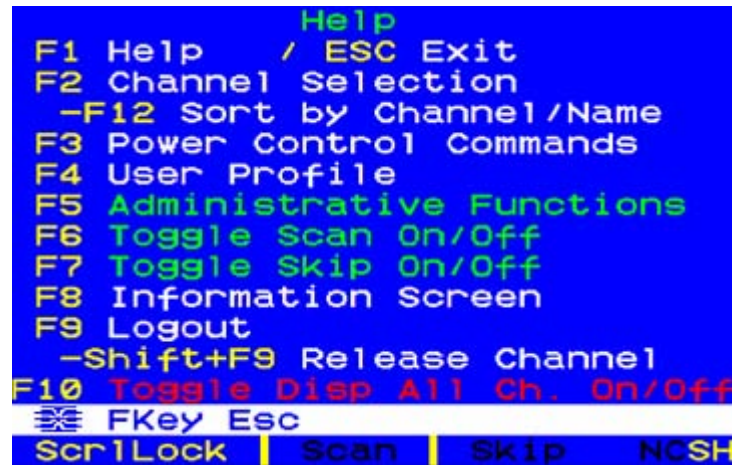 Help
F1 Help / ESC Exit
F2 Channel Selection
-F12 Sort by Channel/Name
F3 Power Control Commands
F4 User Profile
F5 Administrative Functions
F6 Toggle Scan On/Off
F7 Toggle Skip On/Off
F8 Information Screen
F9 Logout
-Shift+F9 Release Channel
F10 Toggle Disp All Ch. On/Off
FKey Esc
ScrlLock Scan Skip NCSH